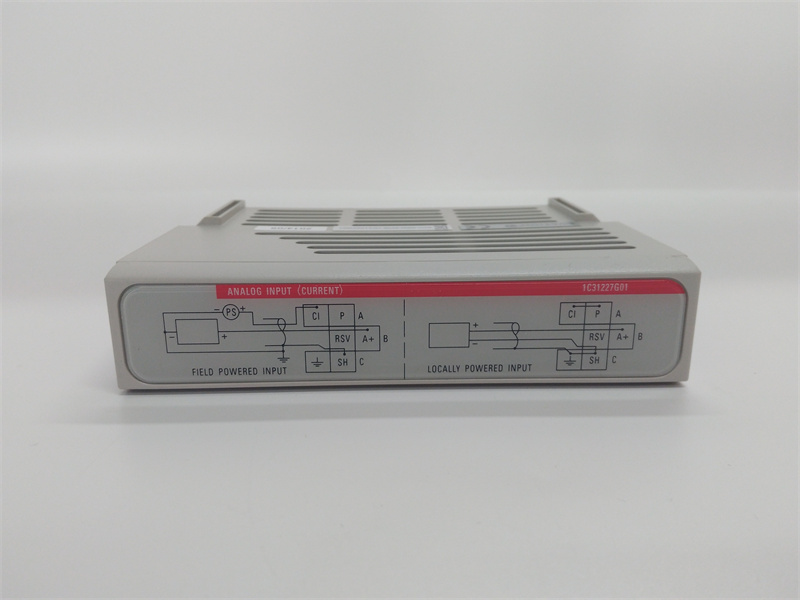 ANALOG INPUT (CURRENT) 1C31227G01
- PS + CI P A
- + RSV A+ B
SH C
FIELD POWERED INPUT
CI P A
+ RSV A+ B
- SH C
LOCALLY POWERED INPUT